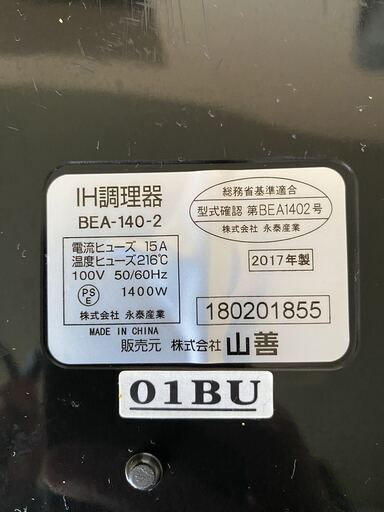 IH調理器
BEA-140-2
電流ヒューズ 15A
温度ヒューズ216℃
100V 50/60Hz
PS
E
1400W
株式会社 永泰産業
MADE IN CHINA
総務省基準適合
型式確認 第BEA1402号
株式会社 永泰産業
2017年製
180201855
販売元 株式会社 山善
01BU